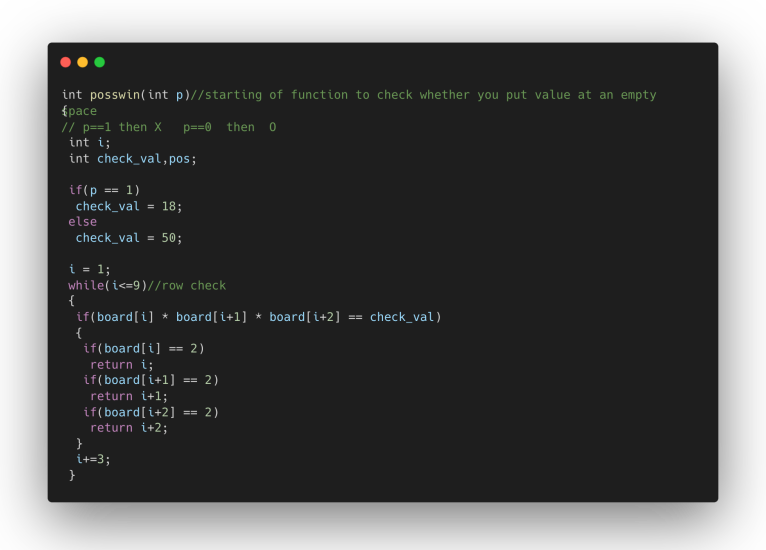 int posswin(int p)//starting of function to check whether you put value at an empty
{space
// p==1 then X   p==0  then  O
 int i;
 int check_val,pos;

 if(p == 1)
  check_val = 18;
 else
  check_val = 50;

 i = 1;
 while(i<=9)//row check
 {
  if(board[i] * board[i+1] * board[i+2] == check_val)
  {
   if(board[i] == 2)
    return i;
   if(board[i+1] == 2)
    return i+1;
   if(board[i+2] == 2)
    return i+2;
  }
  i+=3;
 }